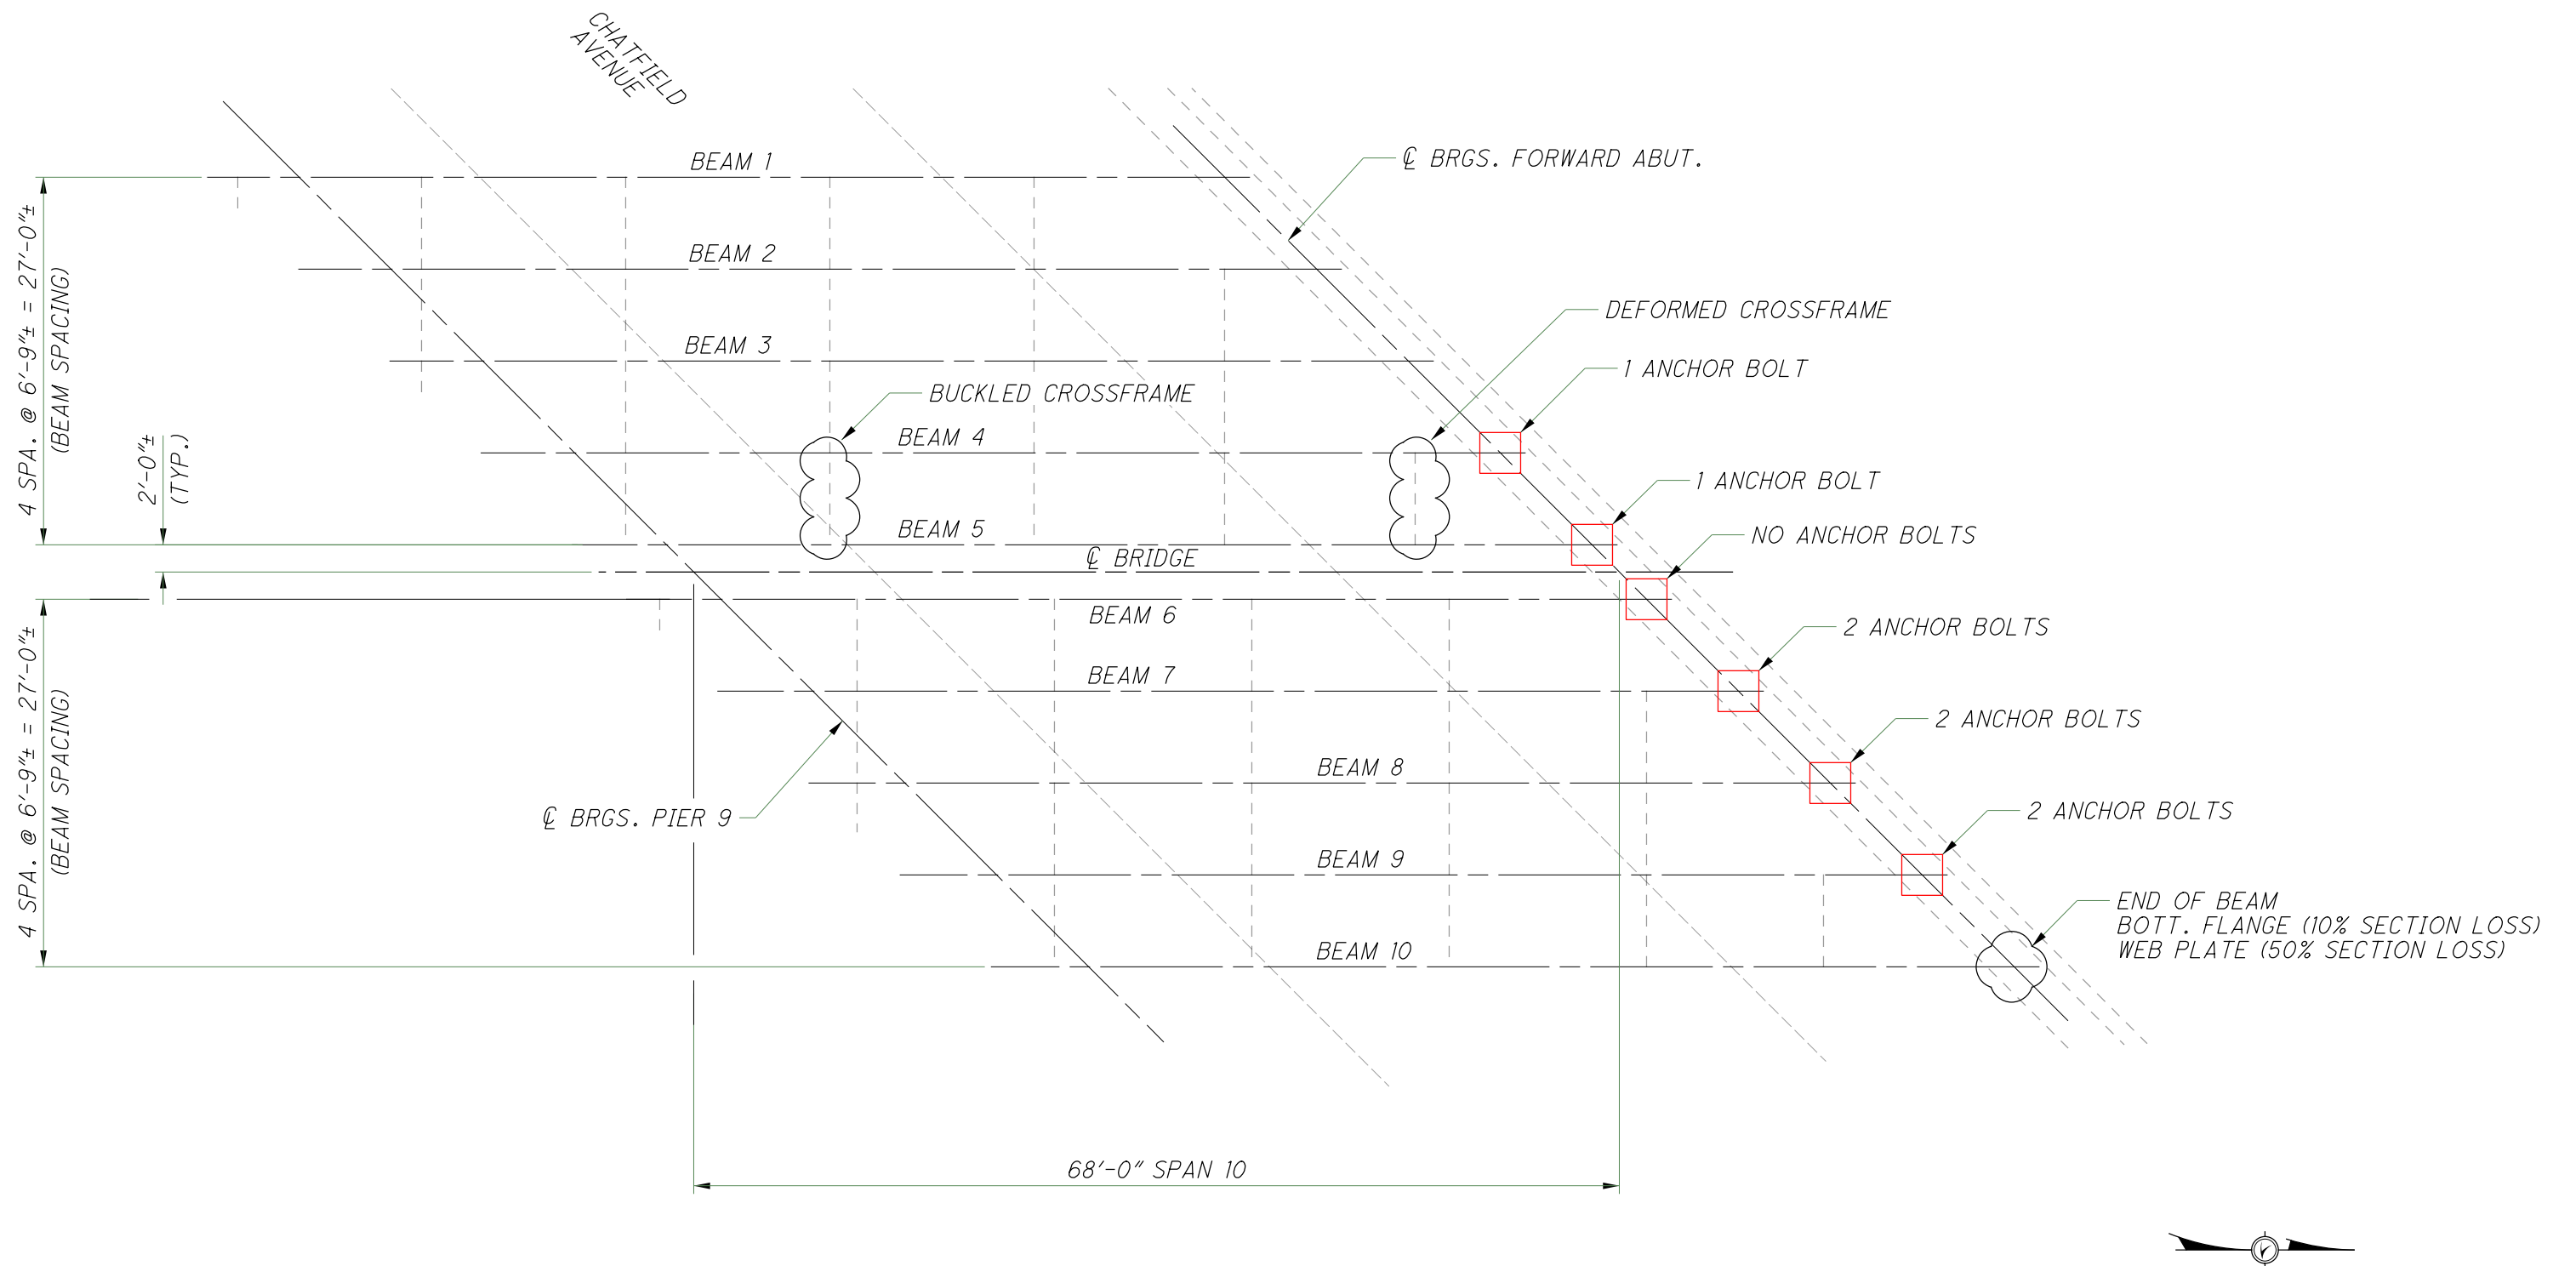 CHATFIELD
AVENUE
BEAM 1
℄ BRGS. FORWARD ABUT.
4 SPA. @ 6'-9"± = 27'-0"±
(BEAM SPACING)
BEAM 2
DEFORMED CROSSFRAME
BEAM 3
1 ANCHOR BOLT
BUCKLED CROSSFRAME
BEAM 4
2'-0"±
(TYP.)
1 ANCHOR BOLT
BEAM 5
NO ANCHOR BOLTS
℄ BRIDGE
BEAM 6
2 ANCHOR BOLTS
4 SPA. @ 6'-9"± = 27'-0"±
(BEAM SPACING)
BEAM 7
2 ANCHOR BOLTS
BEAM 8
℄ BRGS. PIER 9
2 ANCHOR BOLTS
BEAM 9
END OF BEAM
BOTT. FLANGE (10% SECTION LOSS)
WEB PLATE (50% SECTION LOSS)
BEAM 10
68'-0" SPAN 10